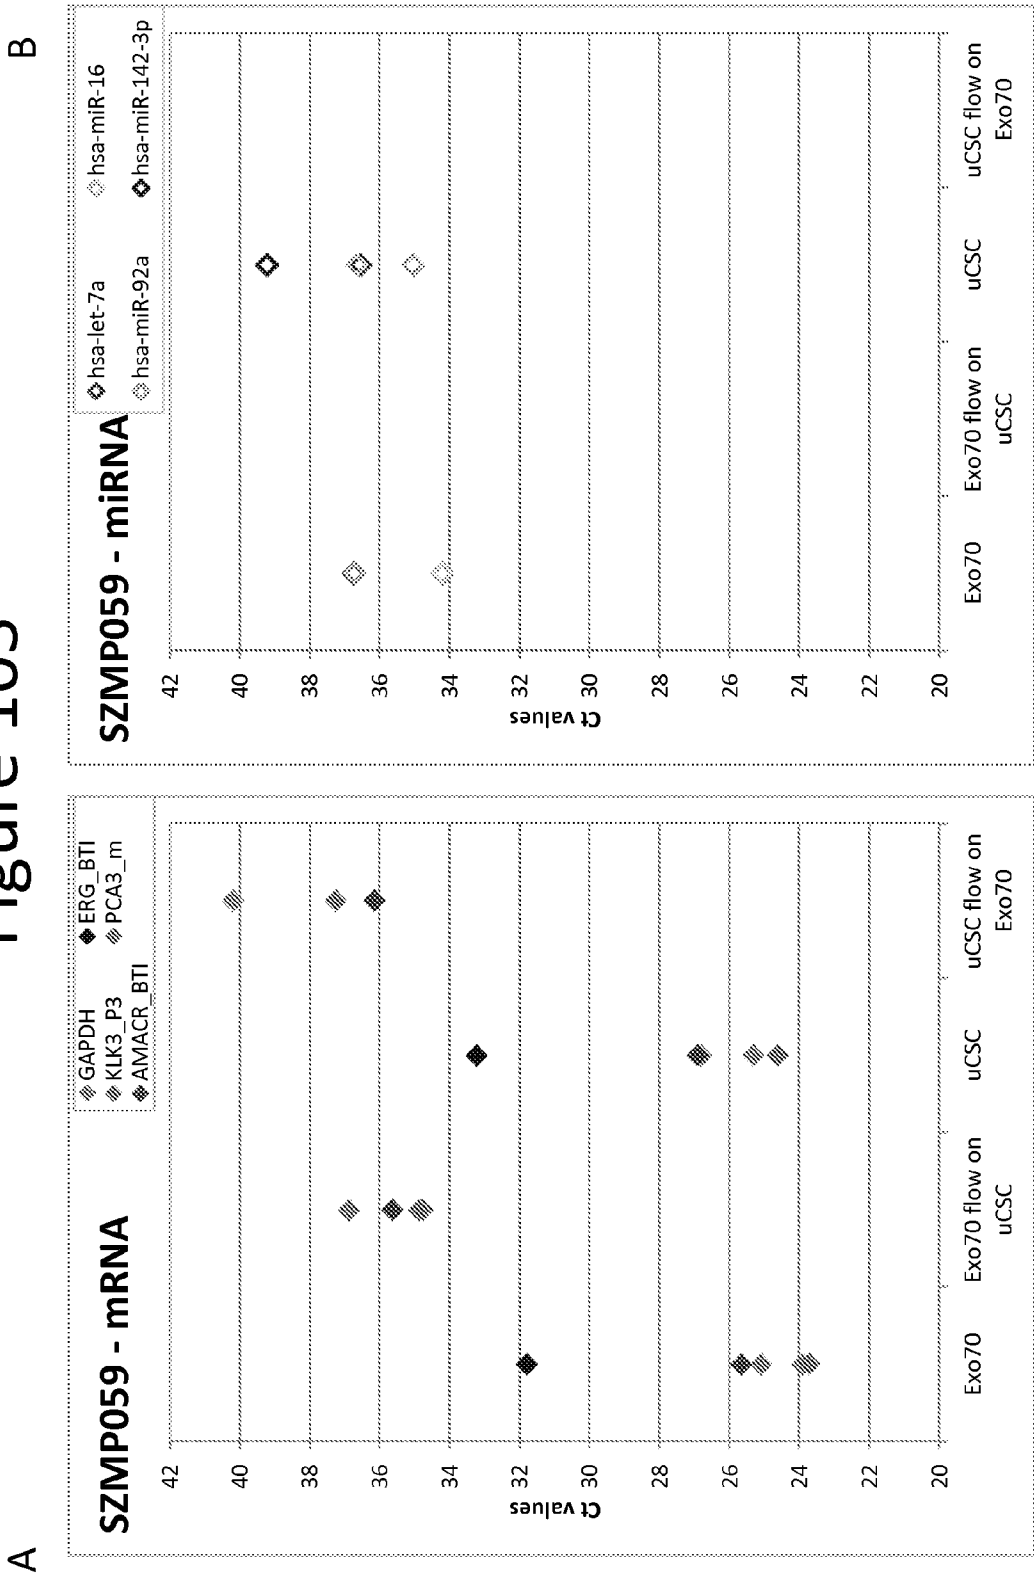 A
B
SZMP059 - mRNA
GAPDH
ERG_BTI
KLK3_P3
PCA3_m
AMACR_BTI
Ct values
42
40
38
36
34
32
30
28
26
24
22
20
Exo70
Exo70 flow on
uCSC
uCSC
uCSC flow on
Exo70
SZMP059 - miRNA
hsa-let-7a
hsa-miR-16
hsa-miR-92a
hsa-miR-142-3p
Ct values
42
40
38
36
34
32
30
28
26
24
22
20
Exo70
Exo70 flow on
uCSC
uCSC
uCSC flow on
Exo70